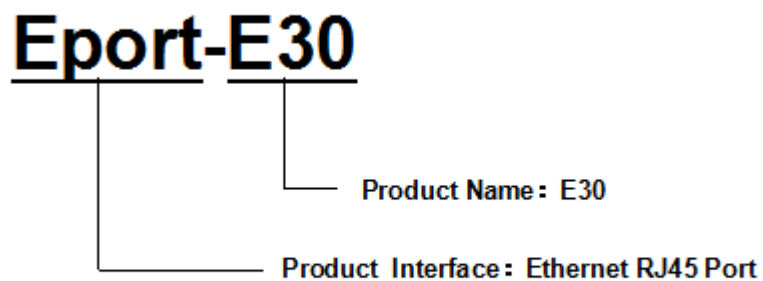 Eport-E30
Product Name： E30
Product Interface： Ethernet RJ45 Port